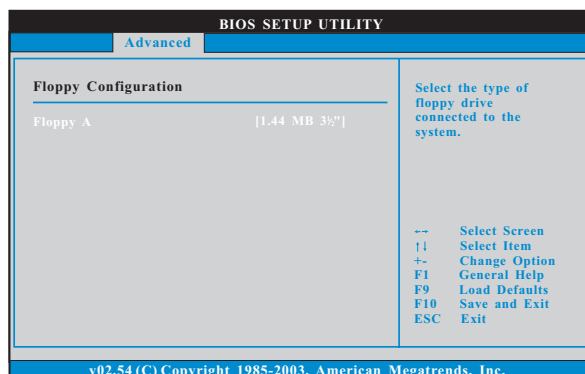 BIOS SETUP UTILITY
Advanced
Floppy Configuration
Floppy A [1.44 MB 3½"]
Select the type of
floppy drive
connected to the
system.
←→ Select Screen
↑↓ Select Item
+- Change Option
F1 General Help
F9 Load Defaults
F10 Save and Exit
ESC Exit
v02.54 (C) Copyright 1985-2003, American Megatrends, Inc.